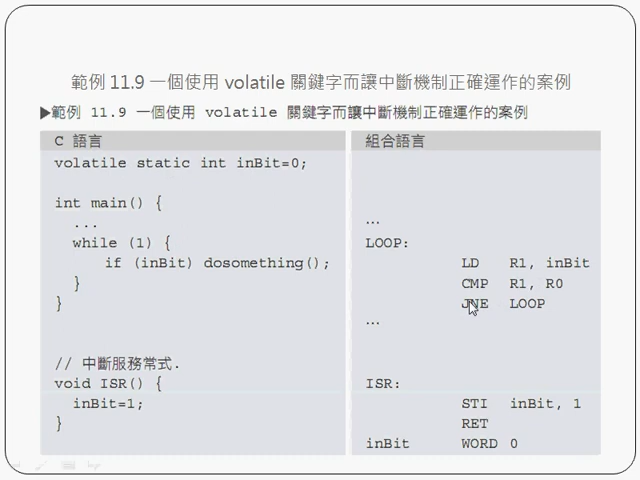 範例 11.9 一個使用 volatile 關鍵字而讓中斷機制正確運作的案例
▶範例 11.9 一個使用 volatile 關鍵字而讓中斷機制正確運作的案例
C 語言
volatile static int inBit=0;
int main() {
...
while (1) {
if (inBit) dosomething();
}
}
// 中斷服務常式.
void ISR() {
inBit=1;
}
組合語言
…
LOOP:
LD R1, inBit
CMP R1, R0
JNE LOOP
…
ISR:
STI inBit, 1
RET
inBit WORD 0